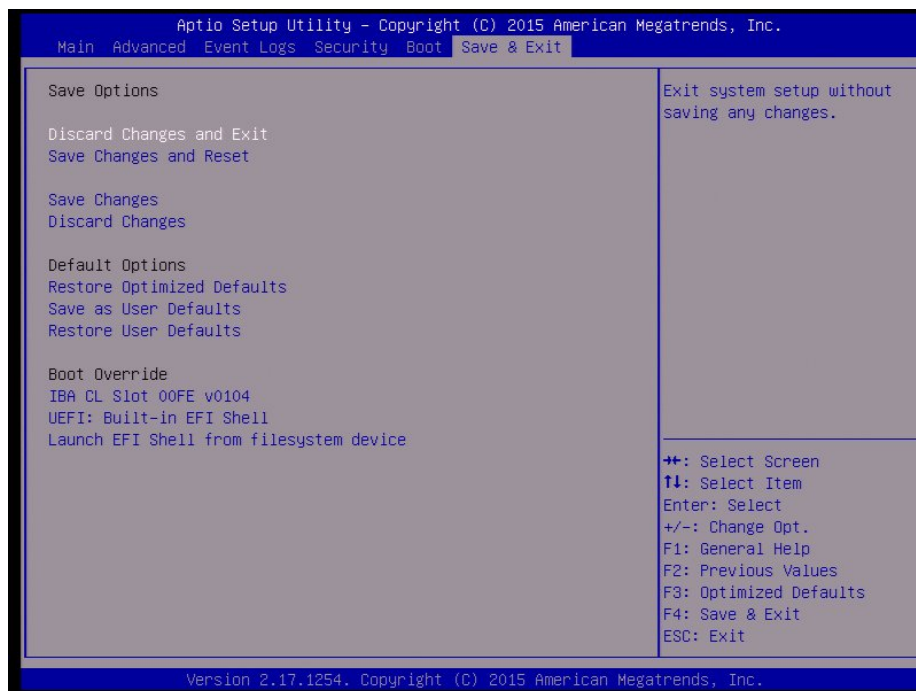 Aptio Setup Utility – Copyright (C) 2015 American Megatrends, Inc.
Main Advanced Event Logs Security Boot Save & Exit
Save Options
Discard Changes and Exit
Save Changes and Reset
Save Changes
Discard Changes
Default Options
Restore Optimized Defaults
Save as User Defaults
Restore User Defaults
Boot Override
IBA CL Slot 00FE v0104
UEFI: Built-in EFI Shell
Launch EFI Shell from filesystem device
Exit system setup without
saving any changes.
→←: Select Screen
↑↓: Select Item
Enter: Select
+/-: Change Opt.
F1: General Help
F2: Previous Values
F3: Optimized Defaults
F4: Save & Exit
ESC: Exit
Version 2.17.1254. Copyright (C) 2015 American Megatrends, Inc.